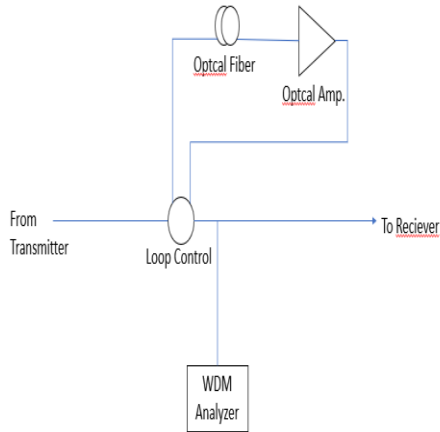 Optcal Fiber
Optcal Amp.
From
Transmitter
To Reciever
Loop Control
WDM
Analyzer